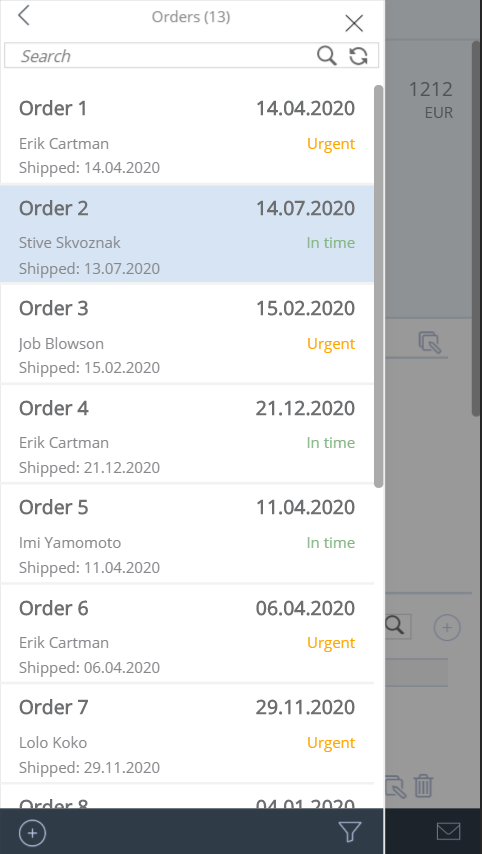 Orders (13)
Search
1212
EUR
Order 1 14.04.2020
Erik Cartman Urgent
Shipped: 14.04.2020
Order 2 14.07.2020
Stive Skvoznak In time
Shipped: 13.07.2020
Order 3 15.02.2020
Job Blowson Urgent
Shipped: 15.02.2020
Order 4 21.12.2020
Erik Cartman In time
Shipped: 21.12.2020
Order 5 11.04.2020
Imi Yamomoto In time
Shipped: 11.04.2020
Order 6 06.04.2020
Erik Cartman Urgent
Shipped: 06.04.2020
Order 7 29.11.2020
Lolo Koko Urgent
Shipped: 29.11.2020
Order 8 04.01.2020